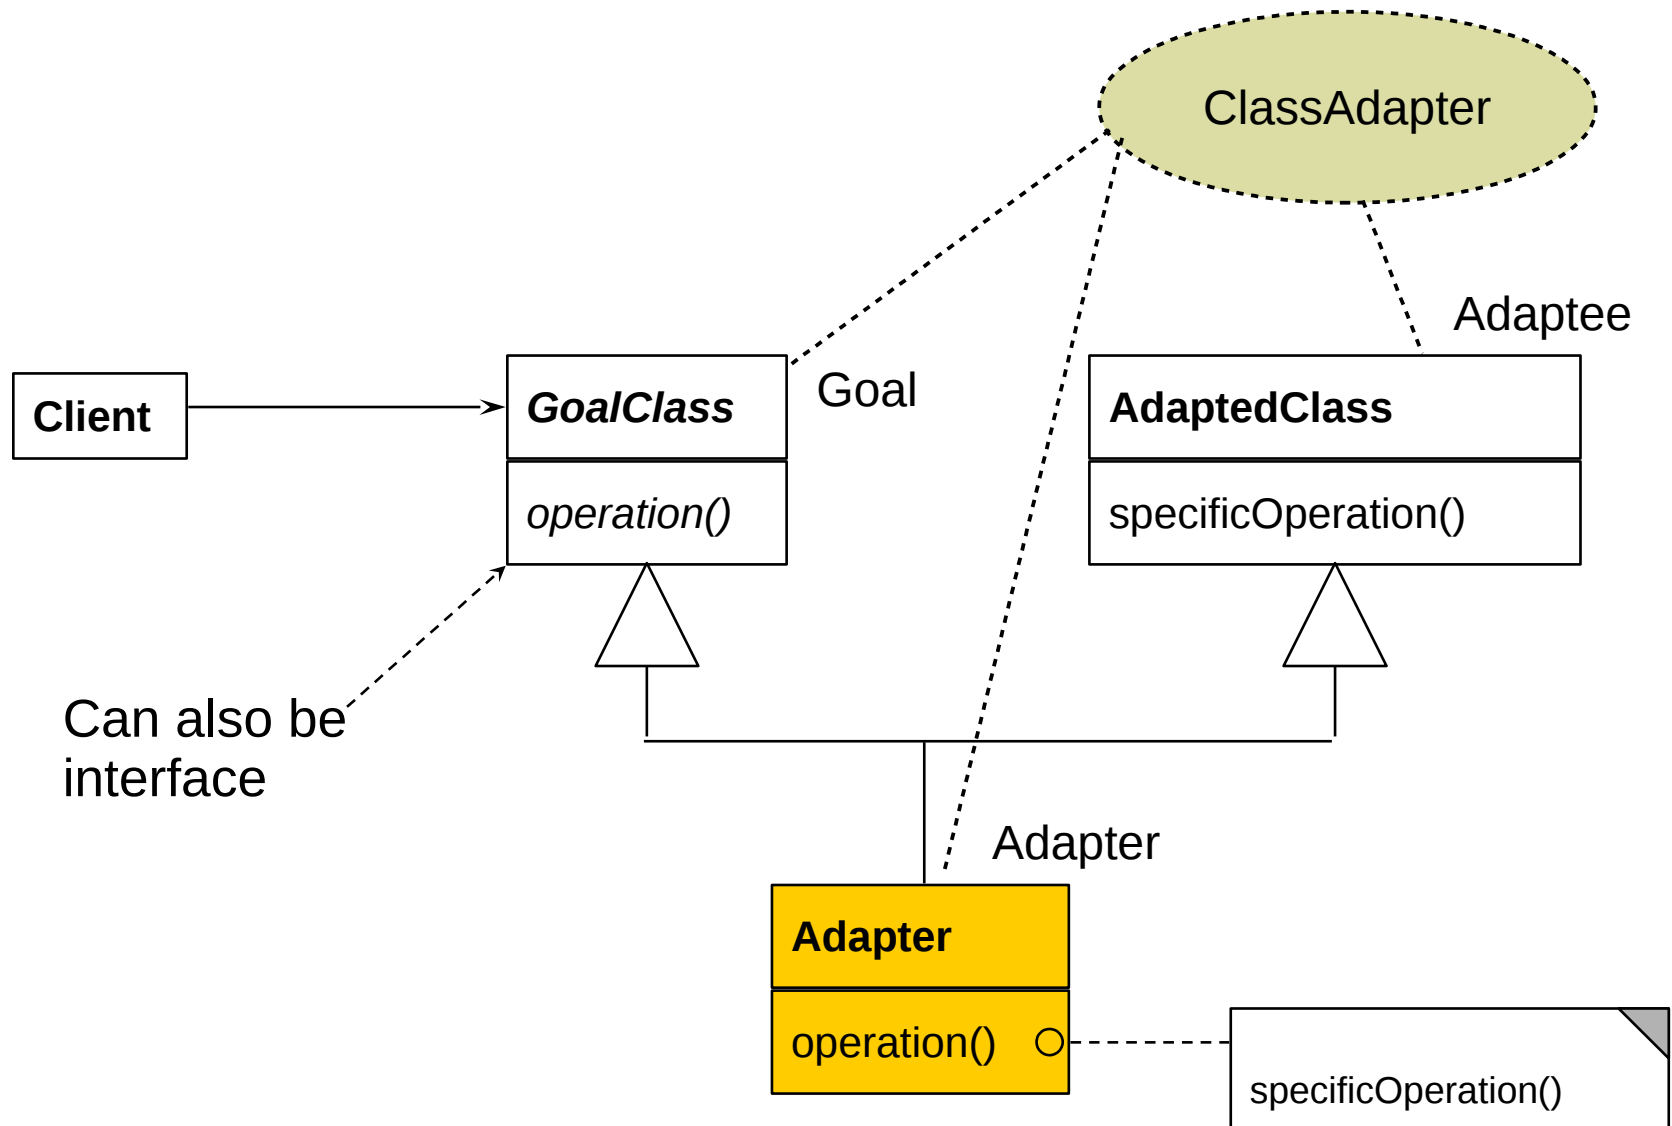 ClassAdapter
Adaptee
Goal
Client
GoalClass
AdaptedClass
operation()
specificOperation()
Can also be
interface
Adapter
Adapter
operation()
specificOperation()